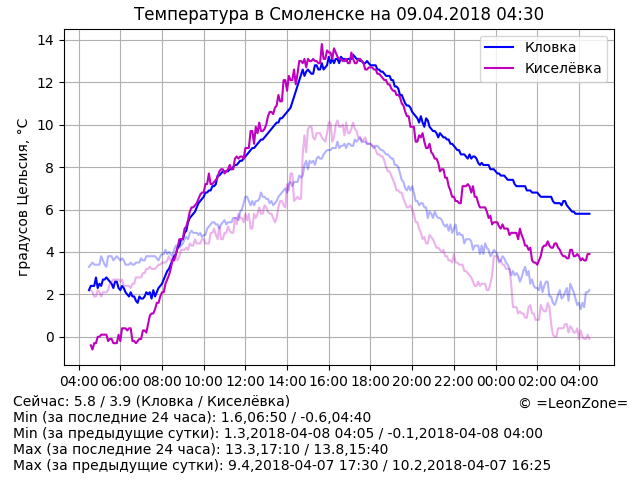 Температура в Смоленске на 09.04.2018 04:30
градусов Цельсия, °C
14
12
10
8
6
4
2
0
Кловка
Киселёвка
04:00 06:00 08:00 10:00 12:00 14:00 16:00 18:00 20:00 22:00 00:00 02:00 04:00
Сейчас: 5.8 / 3.9 (Кловка / Киселёвка)
© =LeonZone=
Min (за последние 24 часа): 1.6,06:50 / -0.6,04:40
Min (за предыдущие сутки): 1.3,2018-04-08 04:05 / -0.1,2018-04-08 04:00
Max (за последние 24 часа): 13.3,17:10 / 13.8,15:40
Max (за предыдущие сутки): 9.4,2018-04-07 17:30 / 10.2,2018-04-07 16:25